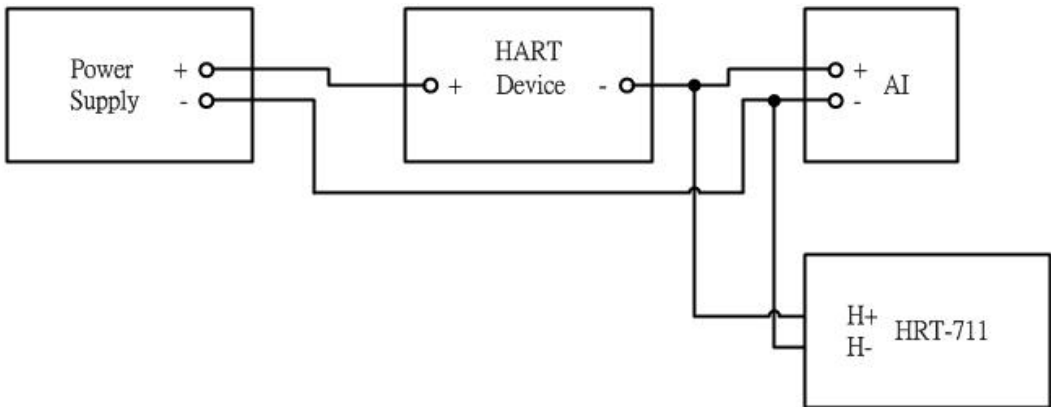 Power
Supply
+
-
+
HART
Device
-
+
-
AI
H+
H-
HRT-711